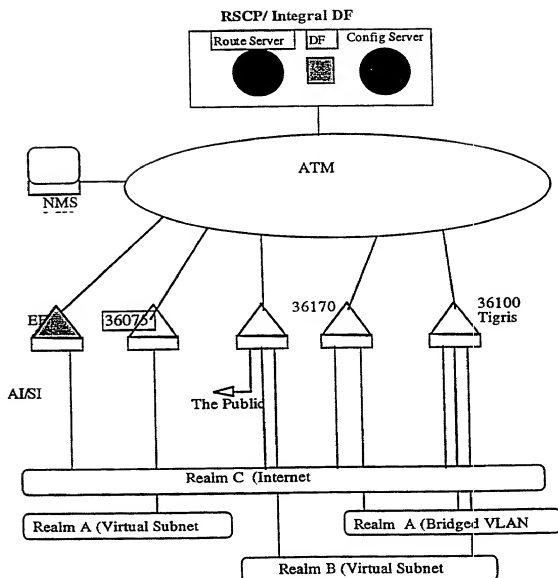 RSCP/ Integral DF
Route Server DF Config Server
ATM
NMS
36075
36170
36100
Tigris
AI/SI
The Public
Realm C (Internet
Realm A (Virtual Subnet
Realm A (Bridged VLAN
Realm B (Virtual Subnet